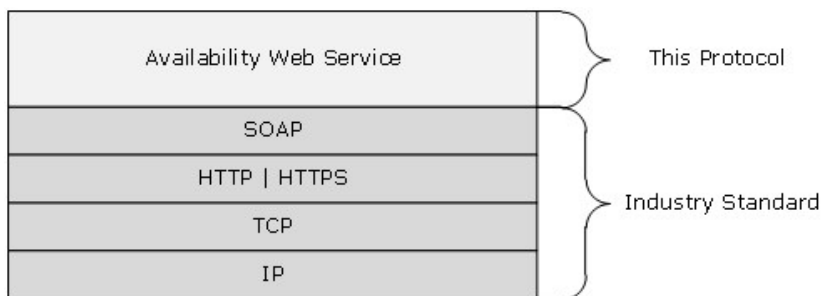 Availability Web Service
This Protocol
SOAP
HTTP | HTTPS
Industry Standard
TCP
IP